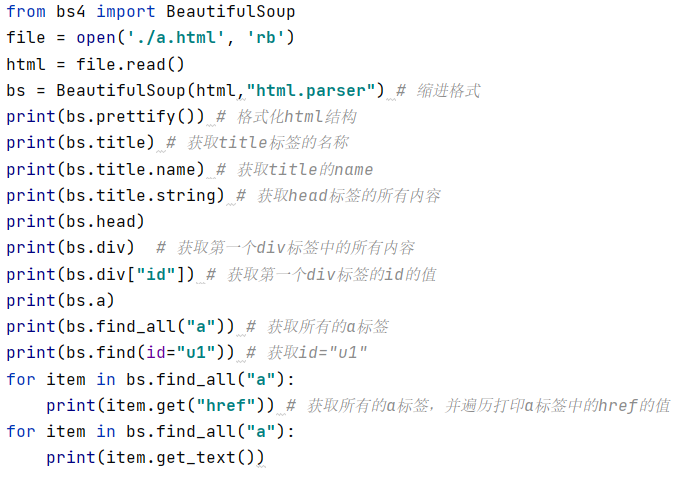 from bs4 import BeautifulSoup
file = open('./a.html', 'rb')
html = file.read()
bs = BeautifulSoup(html,"html.parser") # 缩进格式
print(bs.prettify()) # 格式化html结构
print(bs.title) # 获取title标签的名称
print(bs.title.name) # 获取title的name
print(bs.title.string) # 获取head标签的所有内容
print(bs.head)
print(bs.div)  # 获取第一个div标签中的所有内容
print(bs.div["id"]) # 获取第一个div标签的id的值
print(bs.a)
print(bs.find_all("a")) # 获取所有的a标签
print(bs.find(id="u1")) # 获取id="u1"
for item in bs.find_all("a"):
    print(item.get("href")) # 获取所有的a标签，并遍历打印a标签中的href的值
for item in bs.find_all("a"):
    print(item.get_text())